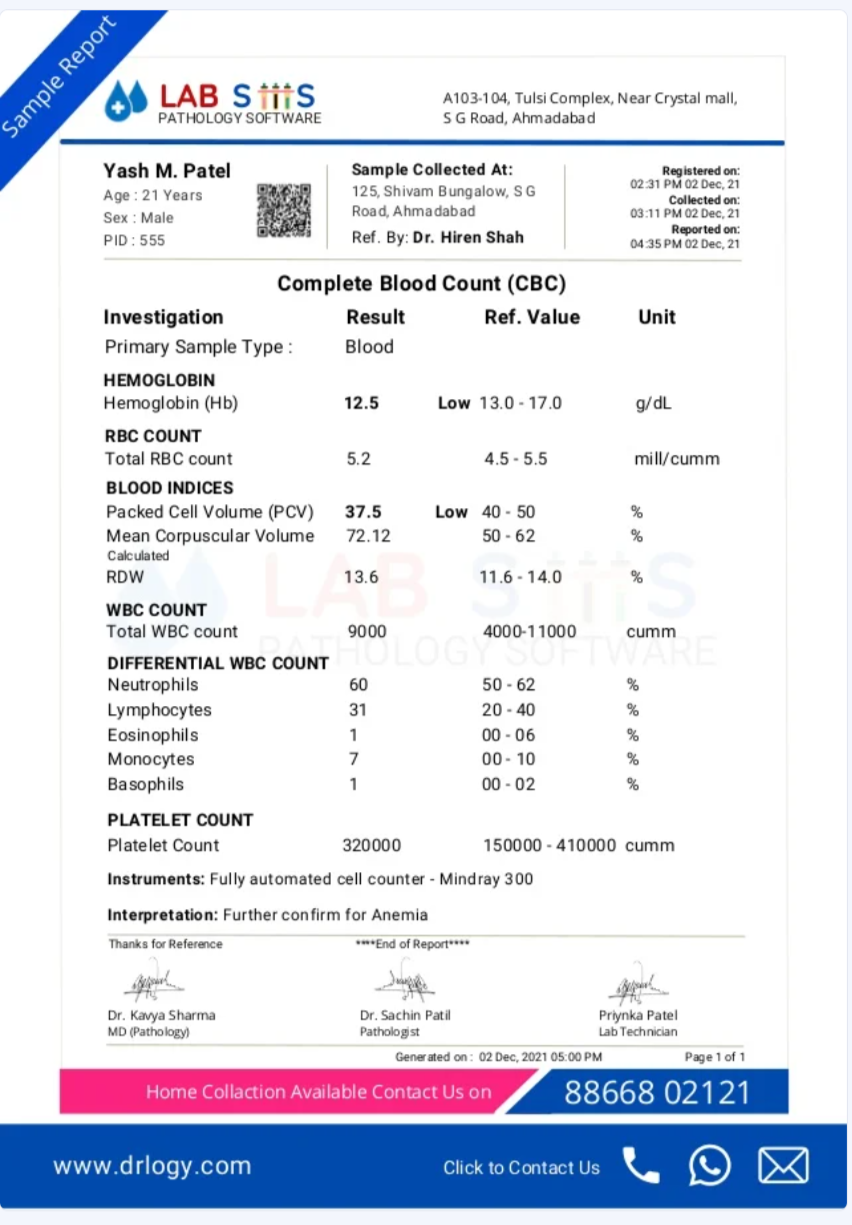 Sample Report
LAB SIIIS
PATHOLOGY SOFTWARE
A103-104, Tulsi Complex, Near Crystal mall,
S G Road, Ahmadabad
Yash M. Patel
Age : 21 Years
Sex : Male
PID : 555
Sample Collected At:
125, Shivam Bungalow, S G
Road, Ahmadabad
Ref. By: Dr. Hiren Shah
Registered on:
02:31 PM 02 Dec, 21
Collected on:
03:11 PM 02 Dec, 21
Reported on:
04:35 PM 02 Dec, 21
Complete Blood Count (CBC)
Investigation Result Ref. Value Unit
Primary Sample Type : Blood
HEMOGLOBIN
Hemoglobin (Hb) 12.5 Low 13.0 - 17.0 g/dL
RBC COUNT
Total RBC count 5.2 4.5 - 5.5 mill/cumm
BLOOD INDICES
Packed Cell Volume (PCV) 37.5 Low 40 - 50 %
Mean Corpuscular Volume 72.12 50 - 62 %
Calculated
RDW 13.6 11.6 - 14.0 %
WBC COUNT
Total WBC count 9000 4000-11000 cumm
DIFFERENTIAL WBC COUNT
Neutrophils 60 50 - 62 %
Lymphocytes 31 20 - 40 %
Eosinophils 1 00 - 06 %
Monocytes 7 00 - 10 %
Basophils 1 00 - 02 %
PLATELET COUNT
Platelet Count 320000 150000 - 410000 cumm
Instruments: Fully automated cell counter - Mindray 300
Interpretation: Further confirm for Anemia
Thanks for Reference ****End of Report****
Dr. Kavya Sharma Dr. Sachin Patil Priynka Patel
MD (Pathology) Pathologist Lab Technician
Generated on : 02 Dec, 2021 05:00 PM Page 1 of 1
Home Collaction Available Contact Us on 88668 02121
www.drlogy.com Click to Contact Us